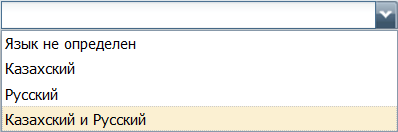 Язык не определен
Казахский
Русский
Казахский и Русский